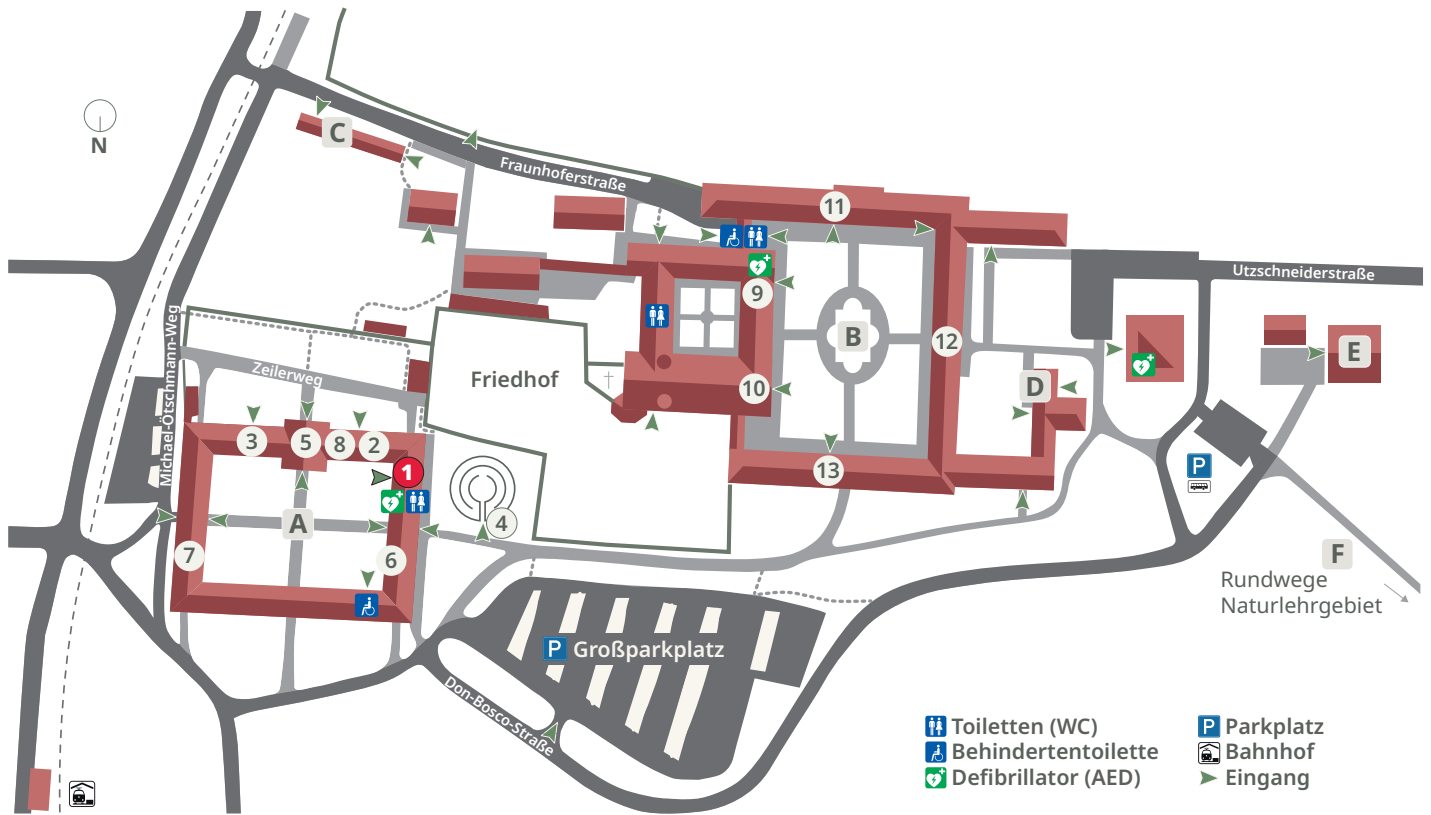 C
N
Fraunhoferstraße
11
Utzschneiderstraße
9
B
12
E
Michael-Ötschmann-Weg
Zeilerweg
Friedhof
10
D
3
5
8
2
1
13
P
A
4
7
6
F
Rundwege
Naturlehrgebiet
P Großparkplatz
Don-Bosco-Straße
Toiletten (WC)
Behindertentoilette
Defibrillator (AED)
P Parkplatz
Bahnhof
Eingang